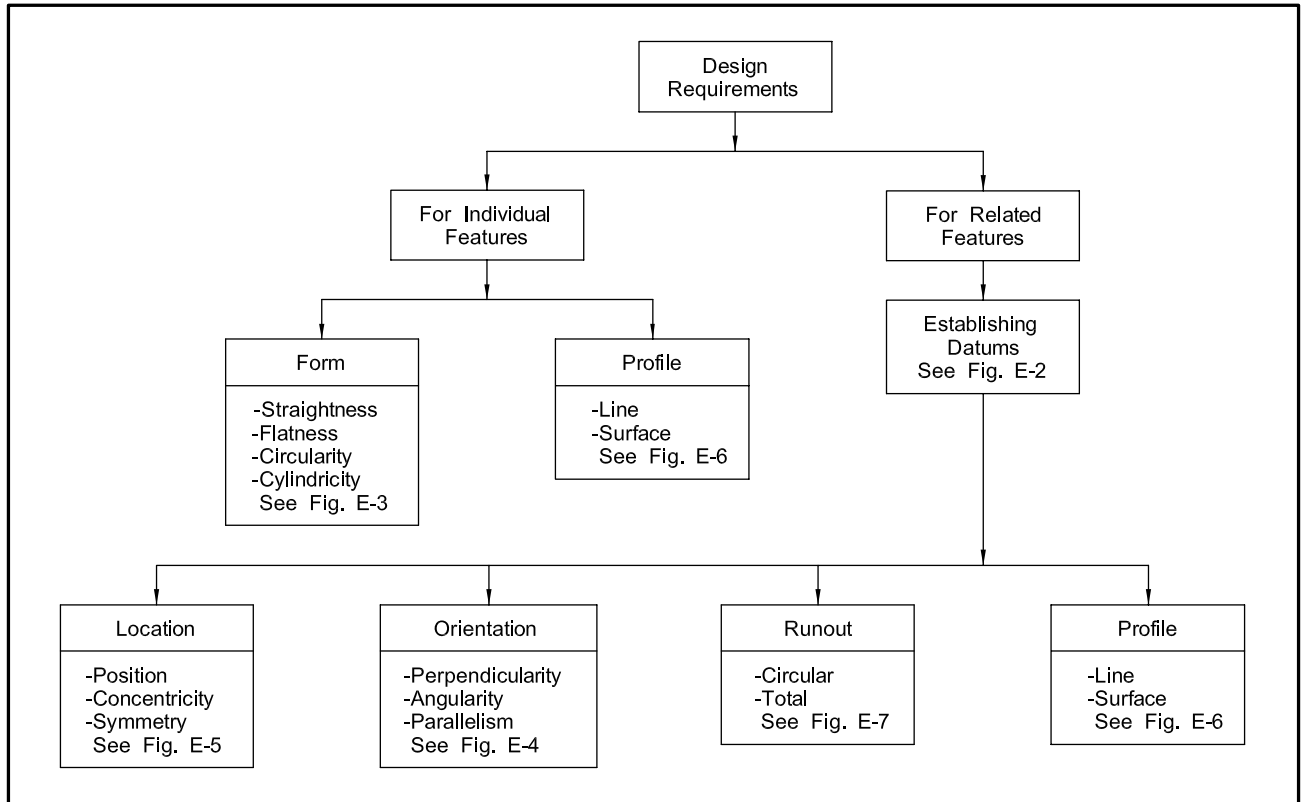 Design
Requirements
For Individual
Features
For Related
Features
Establishing
Datums
See Fig. E-2
Form
-Straightness
-Flatness
-Circularity
-Cylindricity
See Fig. E-3
Profile
-Line
-Surface
See Fig. E-6
Location
-Position
-Concentricity
-Symmetry
See Fig. E-5
Orientation
-Perpendicularity
-Angularity
-Parallelism
See Fig. E-4
Runout
-Circular
-Total
See Fig. E-7
Profile
-Line
-Surface
See Fig. E-6